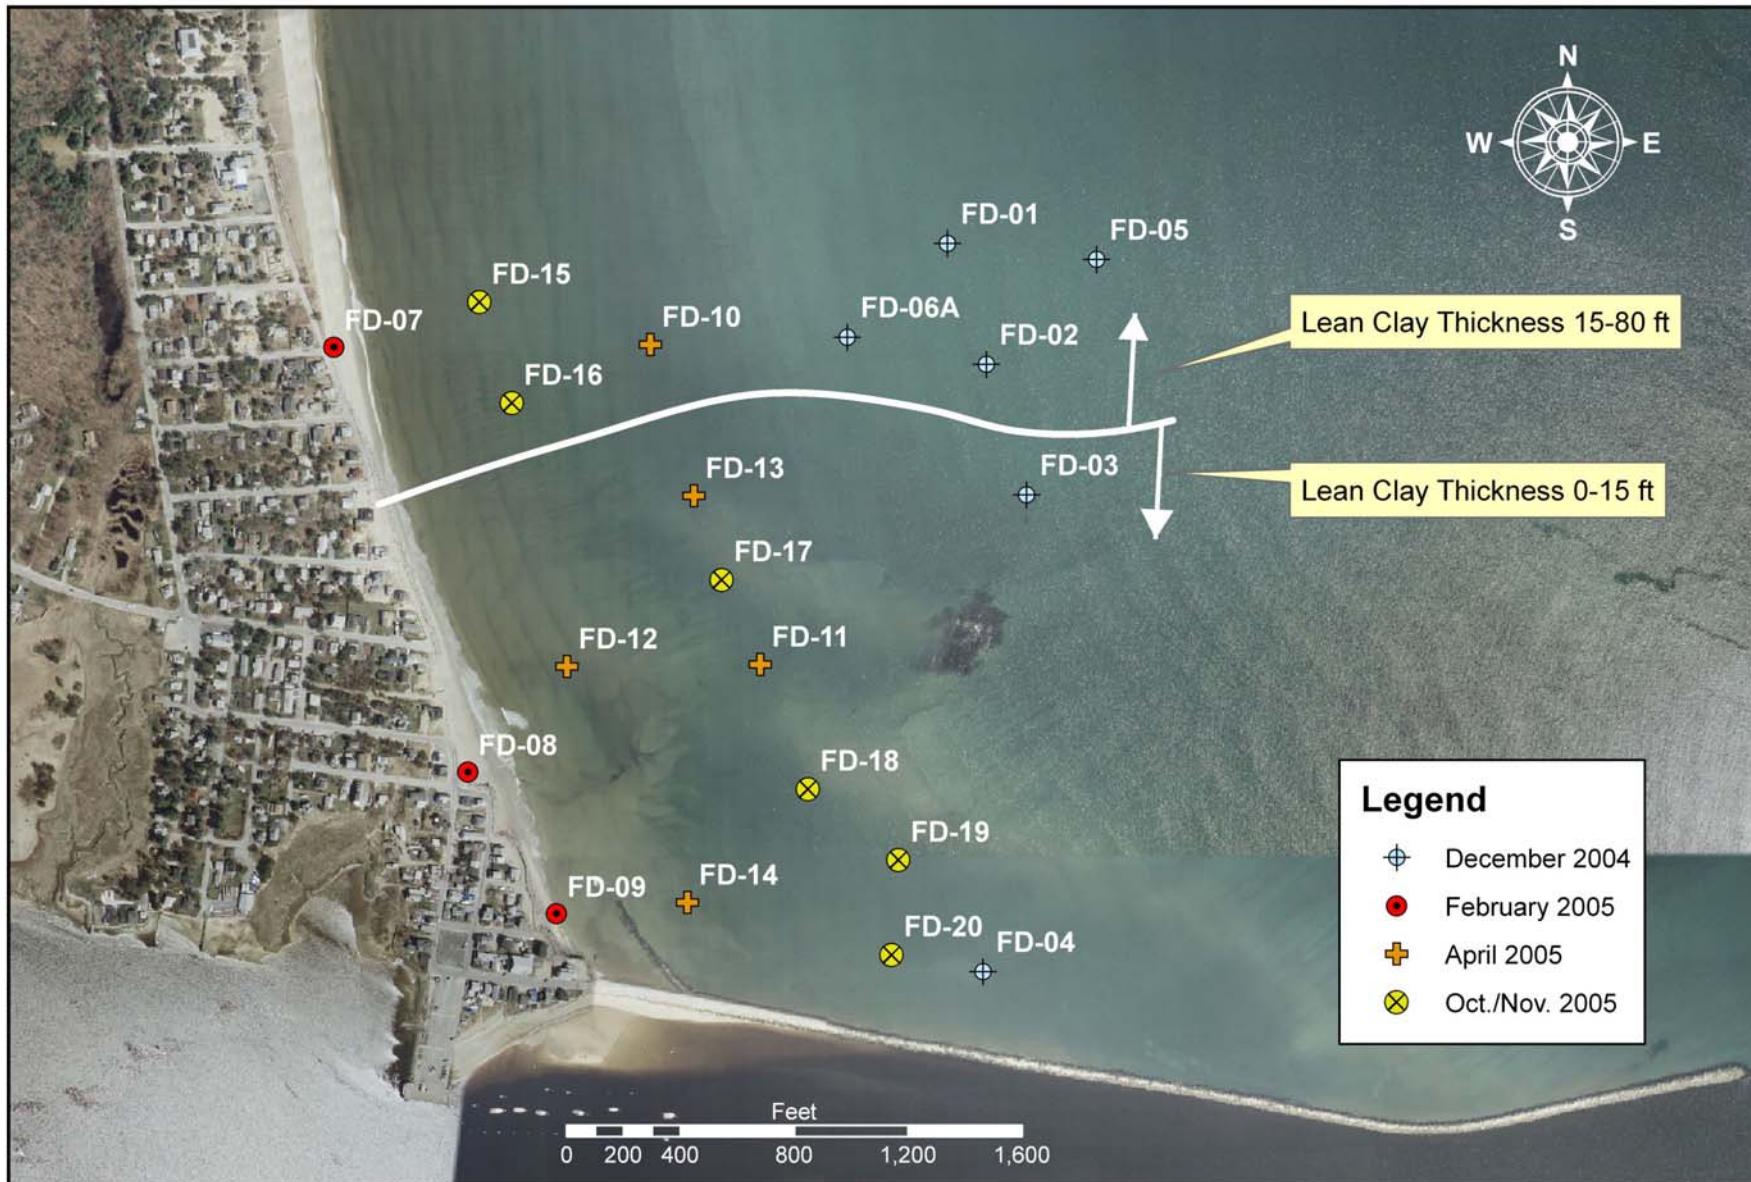 N
W E
S
FD-01
FD-05
FD-15
FD-07
FD-10
FD-06A
FD-02
Lean Clay Thickness 15-80 ft
FD-16
FD-13
FD-03
Lean Clay Thickness 0-15 ft
FD-17
FD-12
FD-11
FD-08
FD-18
FD-19
FD-09
FD-14
FD-20
FD-04
Legend
December 2004
February 2005
April 2005
Oct./Nov. 2005
Feet
0 200 400 800 1,200 1,600